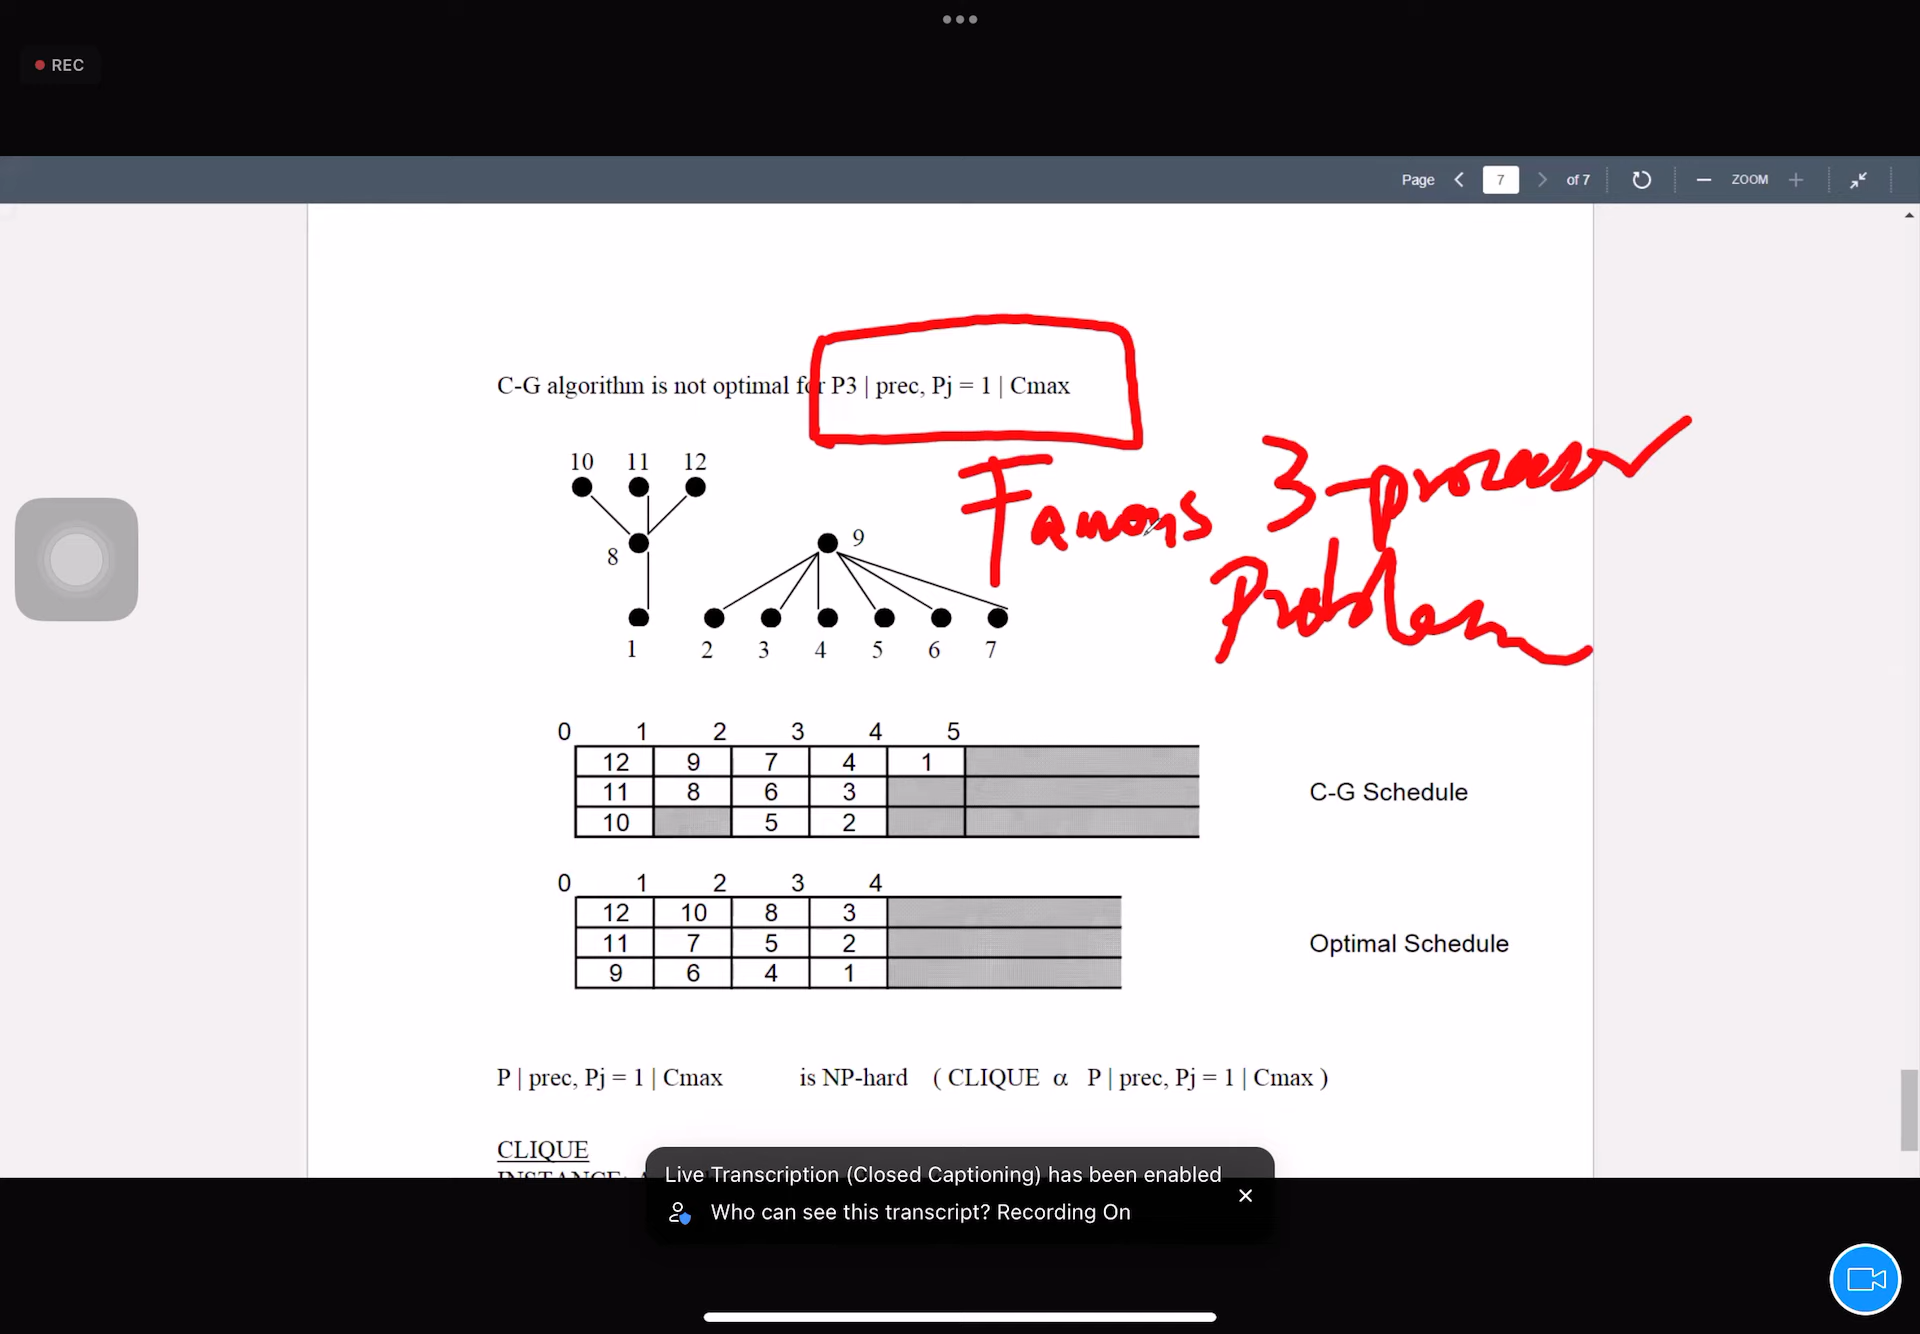 REC
Page 7 of 7 ZOOM
C-G algorithm is not optimal for P3 | prec, Pj = 1 | Cmax
Famous 3-processor
Problem
10 11 12
8
9
1 2 3 4 5 6 7
0 1 2 3 4 5
12 9 7 4 1
11 8 6 3
10 5 2
C-G Schedule
0 1 2 3 4
12 10 8 3
11 7 5 2
9 6 4 1
Optimal Schedule
P | prec, Pj = 1 | Cmax is NP-hard ( CLIQUE α P | prec, Pj = 1 | Cmax )
CLIQUE
INSTANCE:
Live Transcription (Closed Captioning) has been enabled
Who can see this transcript? Recording On